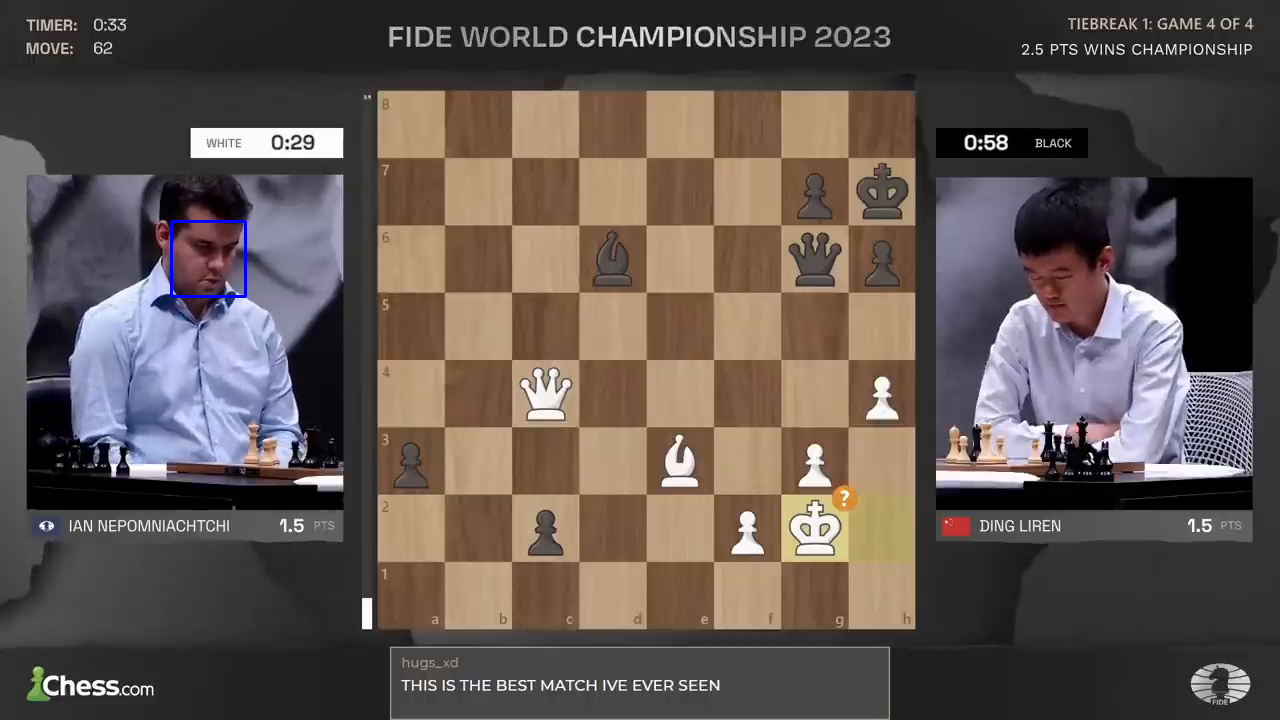 TIMER: 0:33
MOVE: 62
FIDE WORLD CHAMPIONSHIP 2023
TIEBREAK 1: GAME 4 OF 4
2.5 PTS WINS CHAMPIONSHIP
WHITE 0:29
0:58 BLACK
8
7
6
5
4
3
2
?
1
a b c d e f g h
IAN NEPOMNIACHTCHI 1.5 PTS
DING LIREN 1.5 PTS
hugs_xd
THIS IS THE BEST MATCH IVE EVER SEEN
Chess.com
FIDE